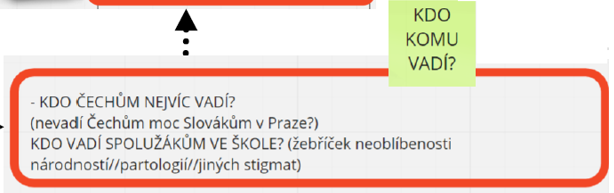 KDO
KOMU
VADÍ?
- KDO ČECHŮM NEJVÍC VADÍ?
(nevadí Čechům moc Slovákům v Praze?)
KDO VADÍ SPOLUŽÁKŮM VE ŠKOLE? (žebříček neoblíbenosti
národností//partologií//jiných stigmat)